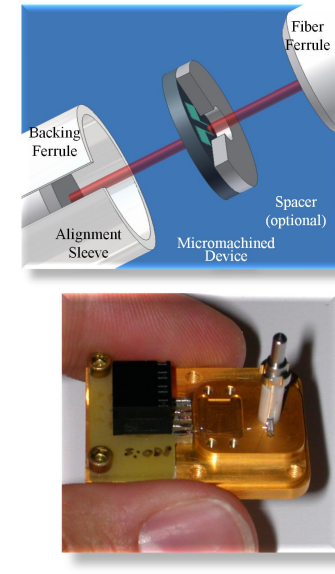 Fiber
Ferrule
Backing
Ferrule
Spacer
(optional)
Alignment
Sleeve
Micromachined
Device